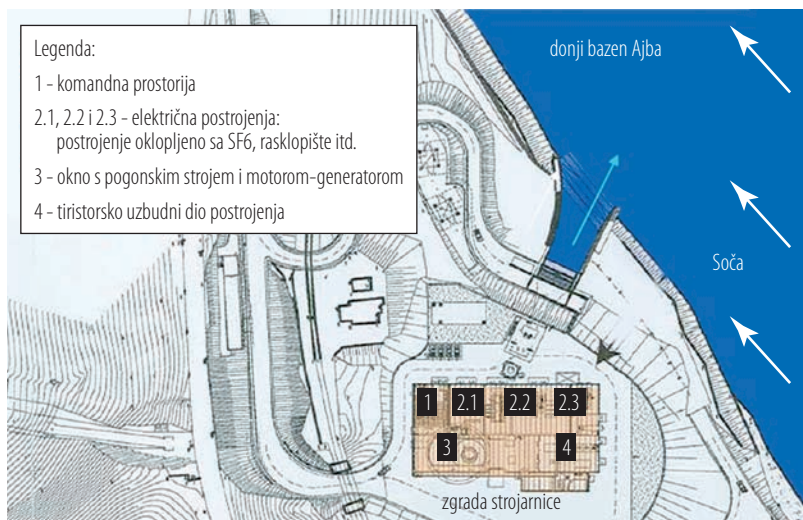 Legenda:
1 - komandna prostorija
2.1, 2.2 i 2.3 - električna postrojenja:
postrojenje oklopljeno sa SF6, rasklopište itd.
3 - okno s pogonskim strojem i motorom-generatorom
4 - tiristorsko uzbudni dio postrojenja
donji bazen Ajba
Soča
1 2.1 2.2 2.3
3 4
zgrada strojarnice